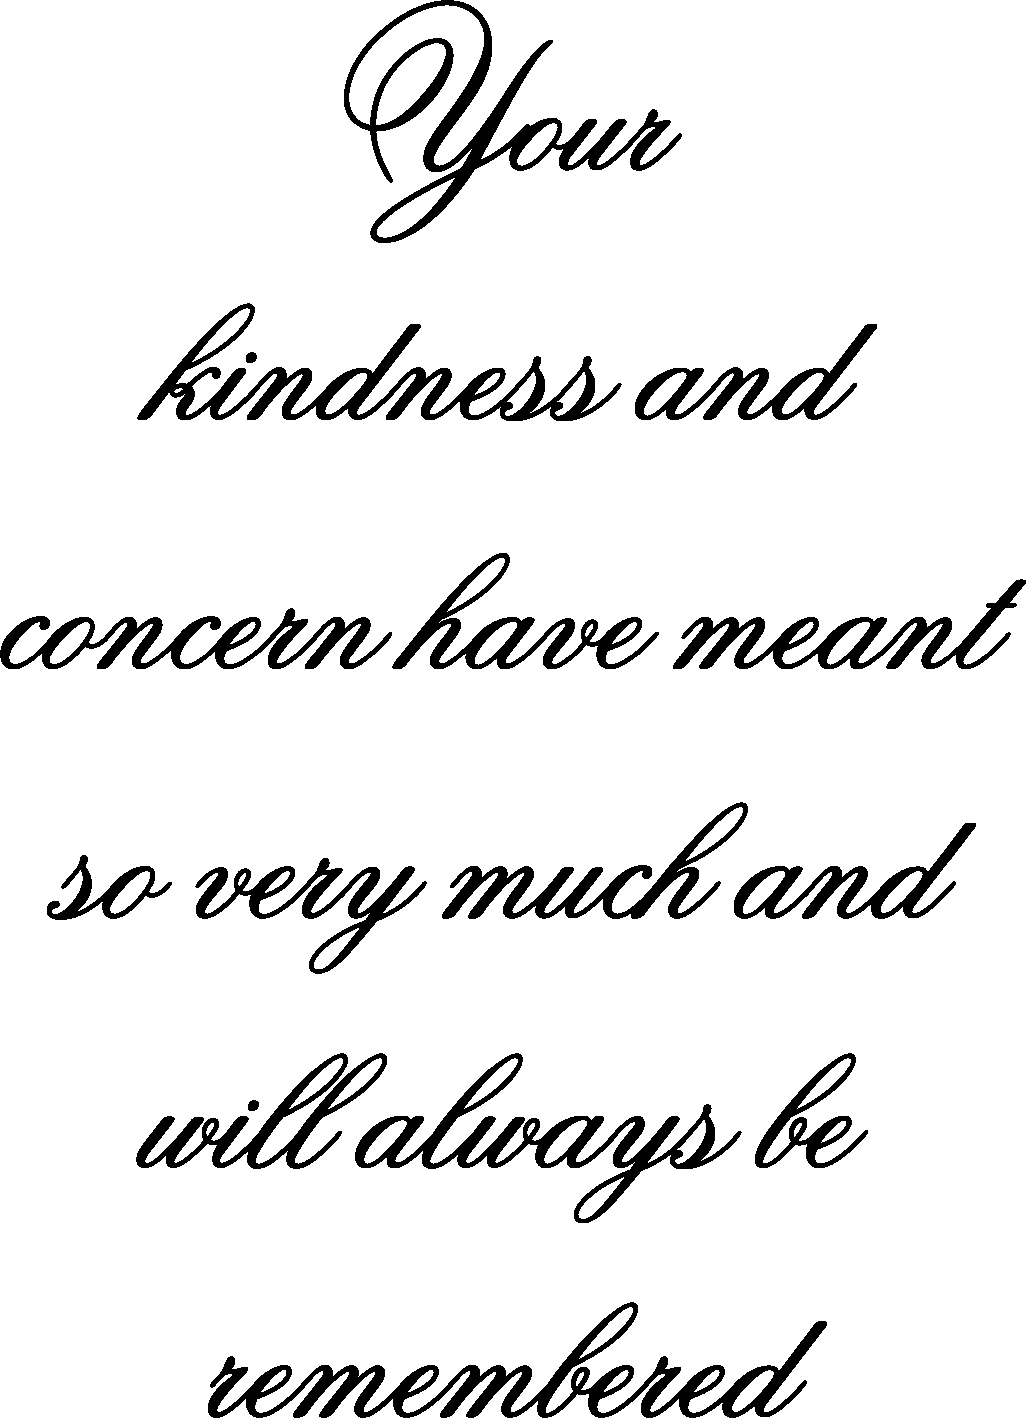 Your
kindness and
concern have meant
so very much and
will always be
remembered